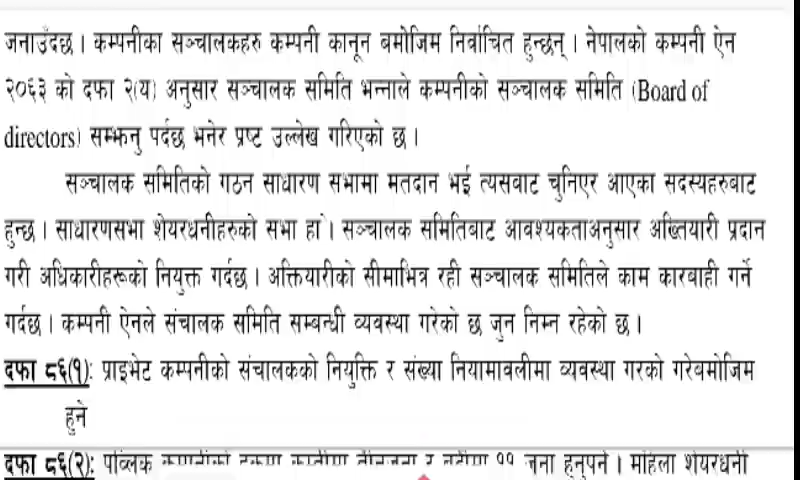 जनाउँदछ । कम्पनीका सञ्चालकहरु कम्पनी कानून बमोजिम निर्वाचित हुन्छन् । नेपालको कम्पनी ऐन
२०६३ को दफा २(य) अनुसार सञ्चालक समिति भन्नाले कम्पनीको सञ्चालक समिति (Board of
directors) सम्झनु पर्दछ भनेर प्रष्ट उल्लेख गरिएको छ ।
सञ्चालक समितिको गठन साधारण सभामा मतदान भई त्यसबाट चुनिएर आएका सदस्यहरुबाट
हुन्छ । साधारणसभा शेयरधनीहरुको सभा हो । सञ्चालक समितिबाट आवश्यकताअनुसार अख्तियारी प्रदान
गरी अधिकारीहरूको नियुक्त गर्दछ । अक्तियारीको सीमाभित्र रही सञ्चालक समितिले काम कारबाही गर्ने
गर्दछ । कम्पनी ऐनले संचालक समिति सम्बन्धी व्यवस्था गरेको छ जुन निम्न रहेको छ ।
दफा ८६(१): प्राइभेट कम्पनीको संचालकको नियुक्ति र संख्या नियामावलीमा व्यवस्था गरको गरेबमोजिम
हुने
दफा ८६(२): पब्लिक जना हुनुपर्ने । महिला शेयरधनी